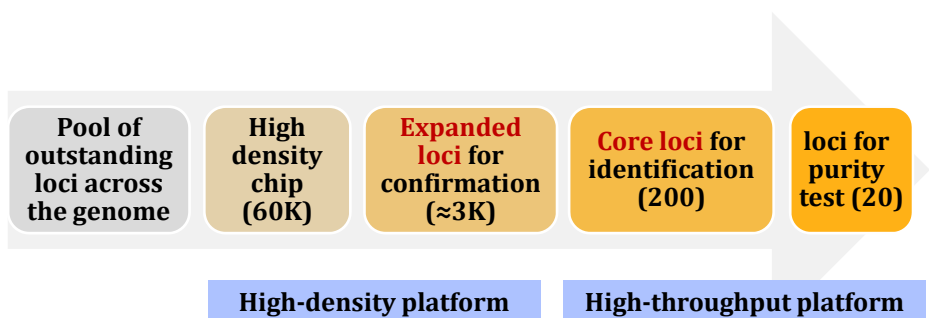 Pool of
outstanding
loci across
the genome
High
density
chip
(60K)
Expanded
loci for
confirmation
(≈3K)
Core loci for
identification
(200)
loci for
purity
test (20)
High-density platform
High-throughput platform